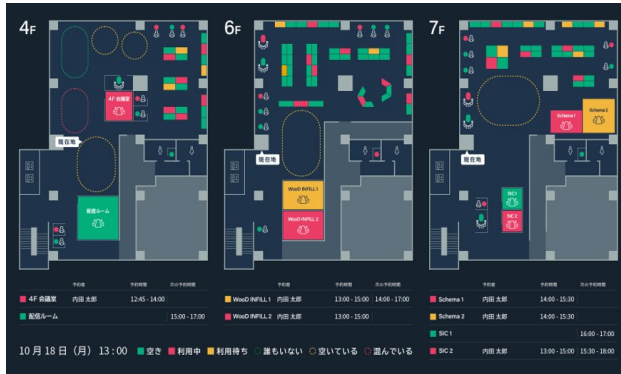 4F
6F
7F
4F 会議室
現在地
配信ルーム
現在地
WooD INFILL 1
WooD INFILL 2
Schema 1
Schema 2
現在地
SIC 1
SIC 2
予約者 予約時間 次の予約時間
4F 会議室 内田 太郎 12:45 - 14:00
配信ルーム 15:00 - 17:00
予約者 予約時間 次の予約時間
WooD INFILL 1 内田 太郎 13:00 - 15:00 14:00 - 17:00
WooD INFILL 2 内田 太郎 13:00 - 15:00
予約者 予約時間 次の予約時間
Schema 1 内田 太郎 14:00 - 15:30
Schema 2 内田 太郎 14:00 - 15:30
SIC 1 16:00 - 17:00
SIC 2 内田 太郎 13:00 - 15:00 15:30 - 18:00
10月18日（月）13:00 空き 利用中 利用待ち 誰もいない 空いている 混んでいる